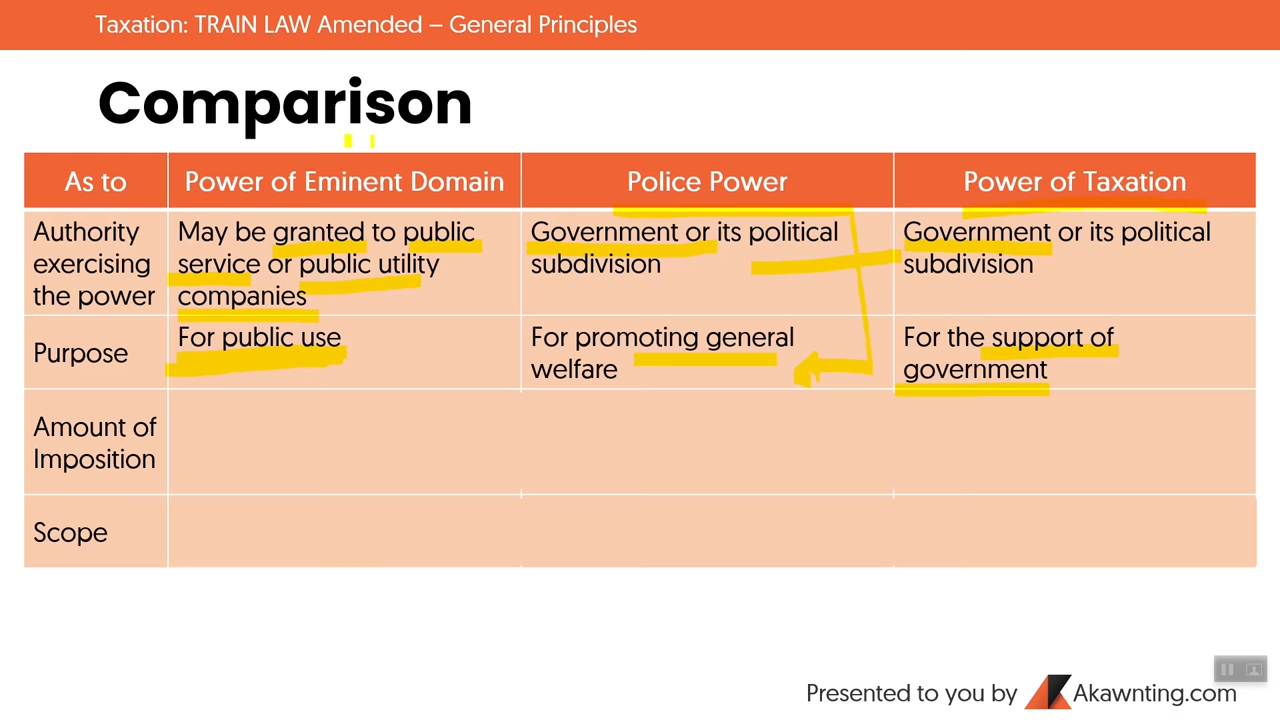 Taxation: TRAIN LAW Amended – General Principles
Comparison
As to
Power of Eminent Domain
Police Power
Power of Taxation
Authority
exercising
the power
May be granted to public
service or public utility
companies
Government or its political
subdivision
Government or its political
subdivision
Purpose
For public use
For promoting general
welfare
For the support of
government
Amount of
Imposition
Scope
Presented to you by Akawnting.com